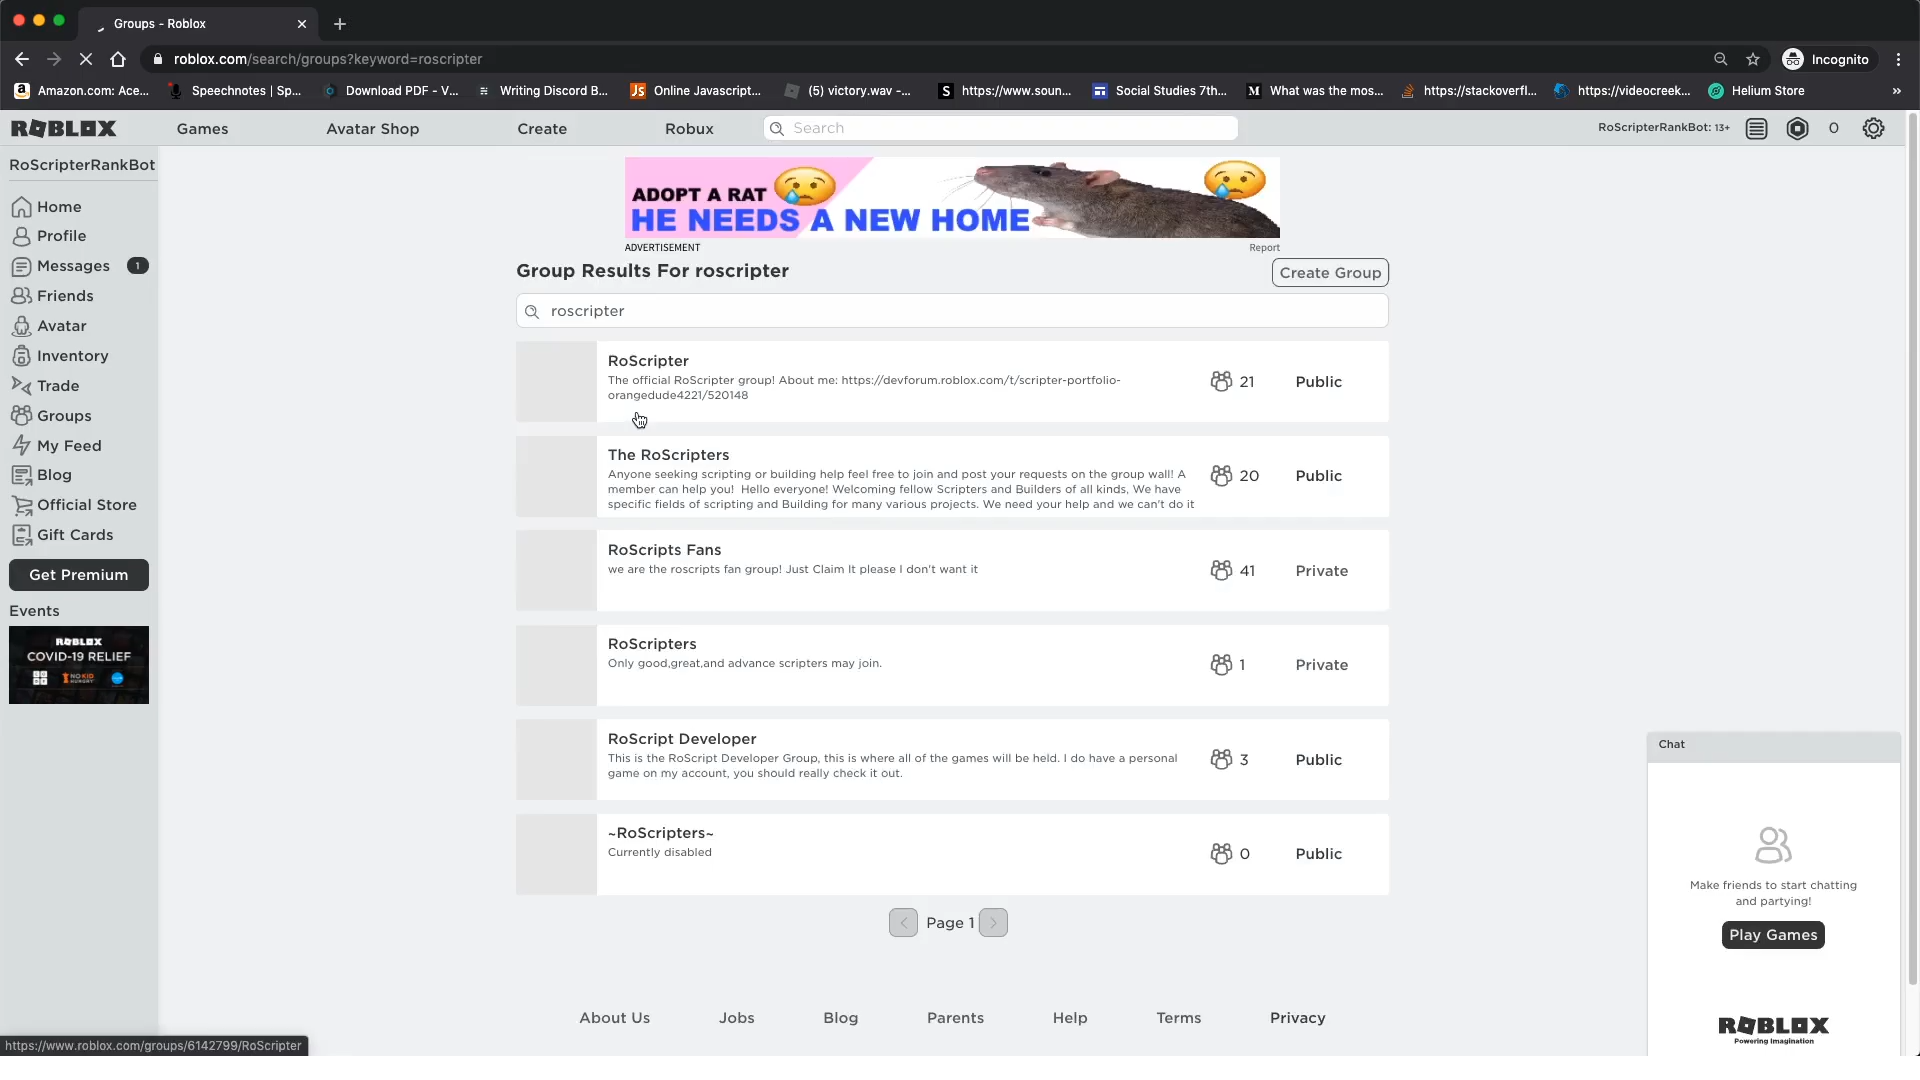 Groups - Roblox
roblox.com/search/groups?keyword=roscripter
Incognito
Amazon.com: Ace...
Speechnotes | Sp...
Download PDF - V...
Writing Discord B...
JS Online Javascript...
(5) victory.wav -...
S https://www.soun...
Social Studies 7th...
M What was the mos...
https://stackoverfl...
https://videocreek...
Helium Store
»
ROBLOX
Games
Avatar Shop
Create
Robux
Search
RoScripterRankBot: 13+
0
RoScripterRankBot
Home
Profile
Messages 1
Friends
Avatar
Inventory
Trade
Groups
My Feed
Blog
Official Store
Gift Cards
Get Premium
Events
ROBLOX
COVID-19 RELIEF
NO KID
HUNGRY
ADOPT A RAT
HE NEEDS A NEW HOME
ADVERTISEMENT
Report
Group Results For roscripter
Create Group
roscripter
RoScripter
The official RoScripter group! About me: https://devforum.roblox.com/t/scripter-portfolio-
orangedude4221/520148
21
Public
The RoScripters
Anyone seeking scripting or building help feel free to join and post your requests on the group wall! A
member can help you! Hello everyone! Welcoming fellow Scripters and Builders of all kinds, We have
specific fields of scripting and Building for many various projects. We need your help and we can't do it
20
Public
RoScripts Fans
we are the roscripts fan group! Just Claim It please I don't want it
41
Private
RoScripters
Only good,great,and advance scripters may join.
1
Private
RoScript Developer
This is the RoScript Developer Group, this is where all of the games will be held. I do have a personal
game on my account, you should really check it out.
3
Public
~RoScripters~
Currently disabled
0
Public
Page 1
Chat
Make friends to start chatting
and partying!
Play Games
ROBLOX
Powering Imagination
About Us
Jobs
Blog
Parents
Help
Terms
Privacy
https://www.roblox.com/groups/6142799/RoScripter